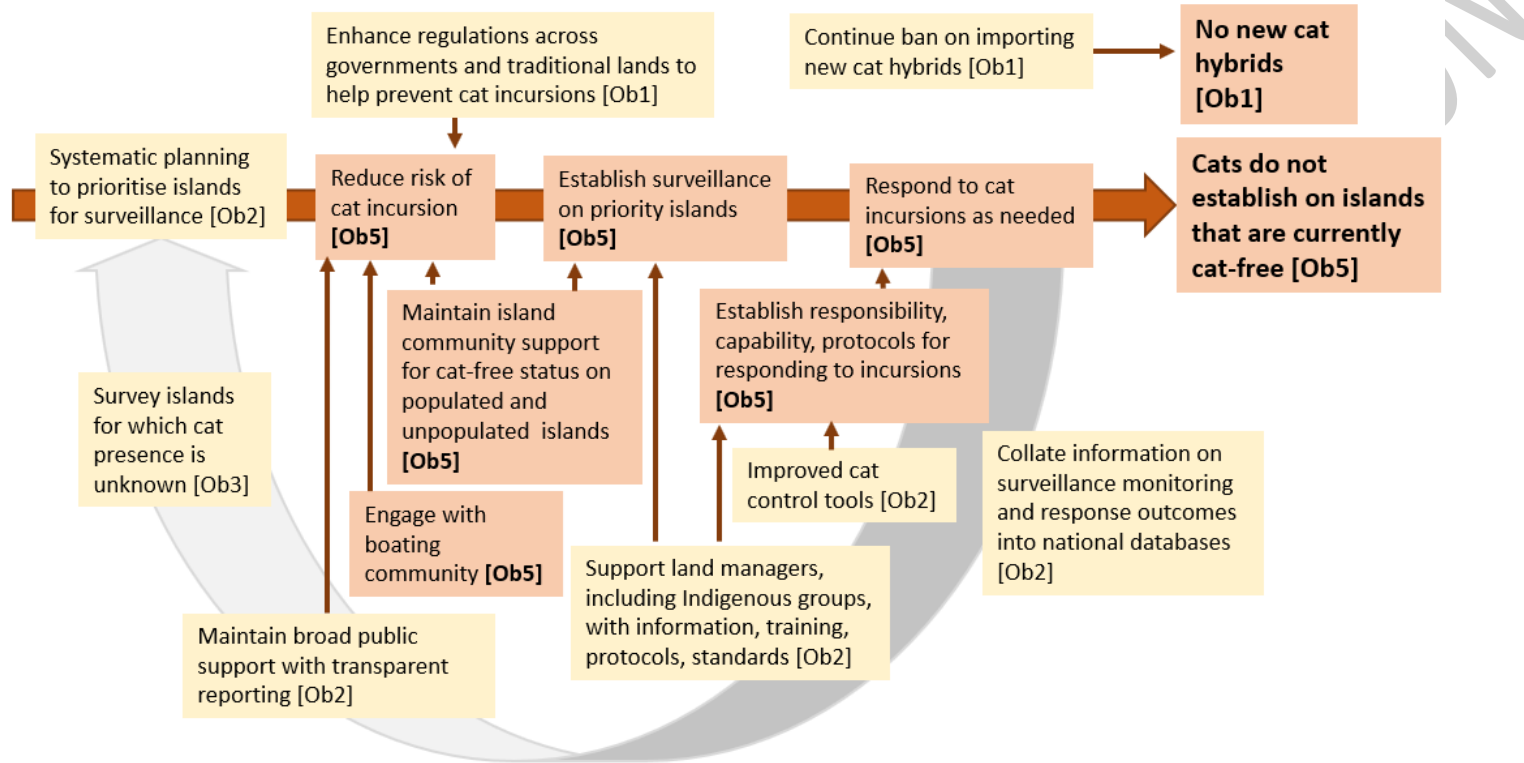 Enhance regulations across
governments and traditional lands to
help prevent cat incursions [Ob1]
Continue ban on importing
new cat hybrids [Ob1]
No new cat
hybrids
[Ob1]
Systematic planning
to prioritise islands
for surveillance [Ob2]
Reduce risk of
cat incursion
[Ob5]
Establish surveillance
on priority islands
[Ob5]
Respond to cat
incursions as needed
[Ob5]
Cats do not
establish on islands
that are currently
cat-free [Ob5]
Maintain island
community support
for cat-free status on
populated and
unpopulated islands
[Ob5]
Establish responsibility,
capability, protocols for
responding to incursions
[Ob5]
Survey islands
for which cat
presence is
unknown [Ob3]
Improved cat
control tools [Ob2]
Collate information on
surveillance monitoring
and response outcomes
into national databases
[Ob2]
Engage with
boating
community [Ob5]
Support land managers,
including Indigenous groups,
with information, training,
protocols, standards [Ob2]
Maintain broad public
support with transparent
reporting [Ob2]